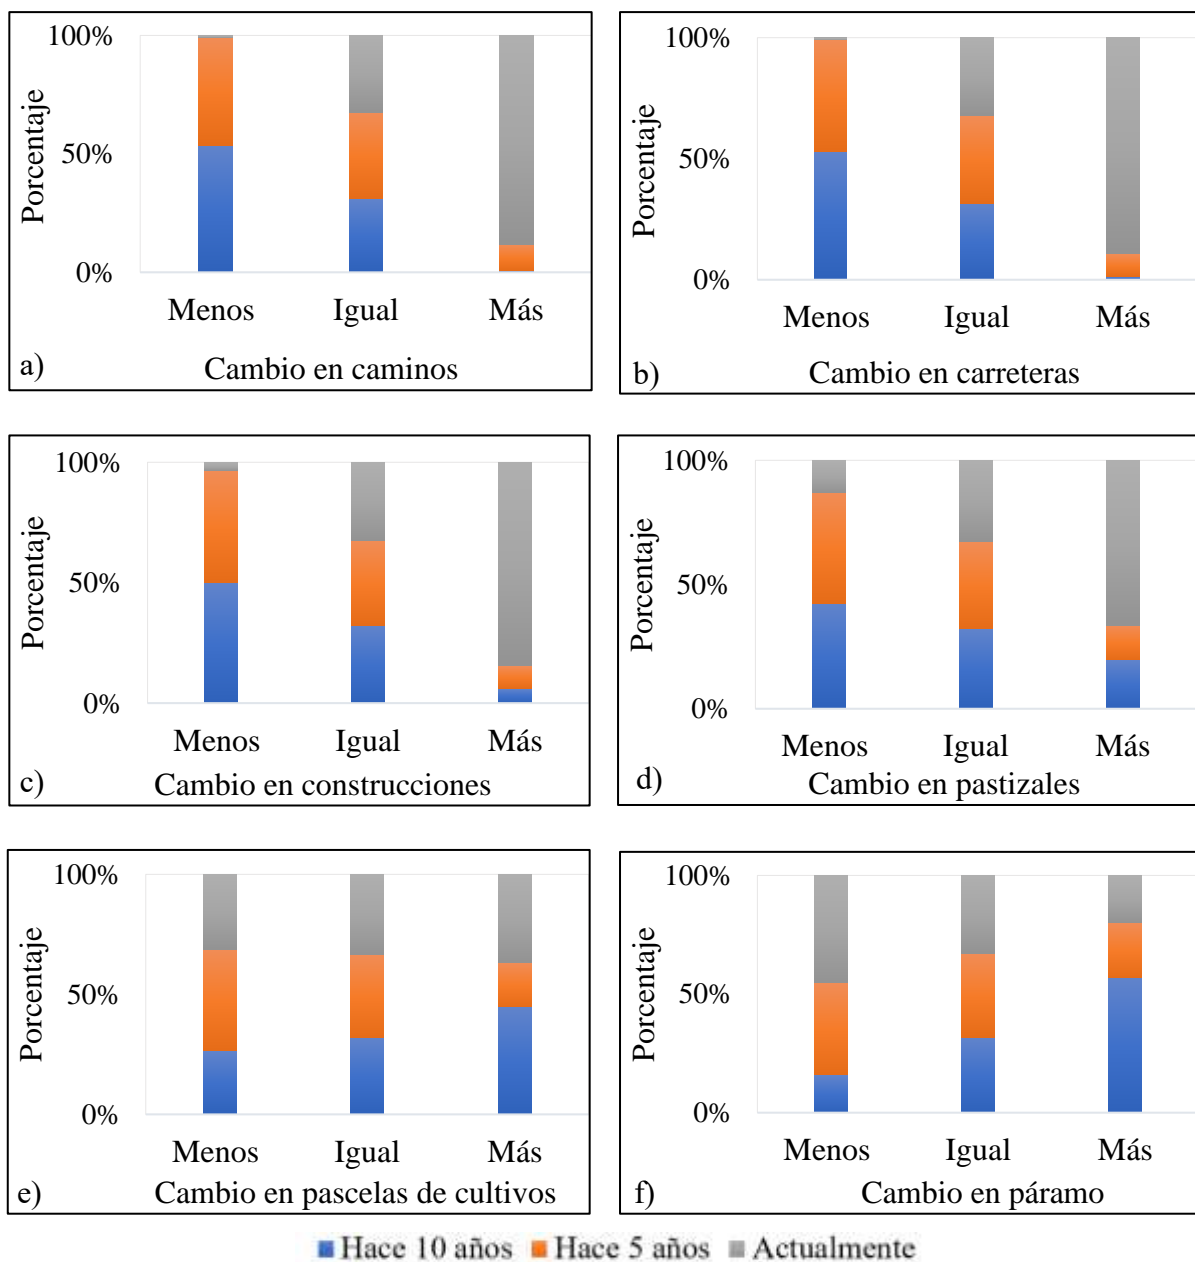 100%
50%
0%
Porcentaje
Menos Igual Más
a) Cambio en caminos
100%
50%
0%
Porcentaje
Menos Igual Más
b) Cambio en carreteras
100%
50%
0%
Porcentaje
Menos Igual Más
c) Cambio en construcciones
100%
50%
0%
Porcentaje
Menos Igual Más
d) Cambio en pastizales
100%
50%
0%
Porcentaje
Menos Igual Más
e) Cambio en pascelas de cultivos
100%
50%
0%
Porcentaje
Menos Igual Más
f) Cambio en páramo
Hace 10 años Hace 5 años Actualmente